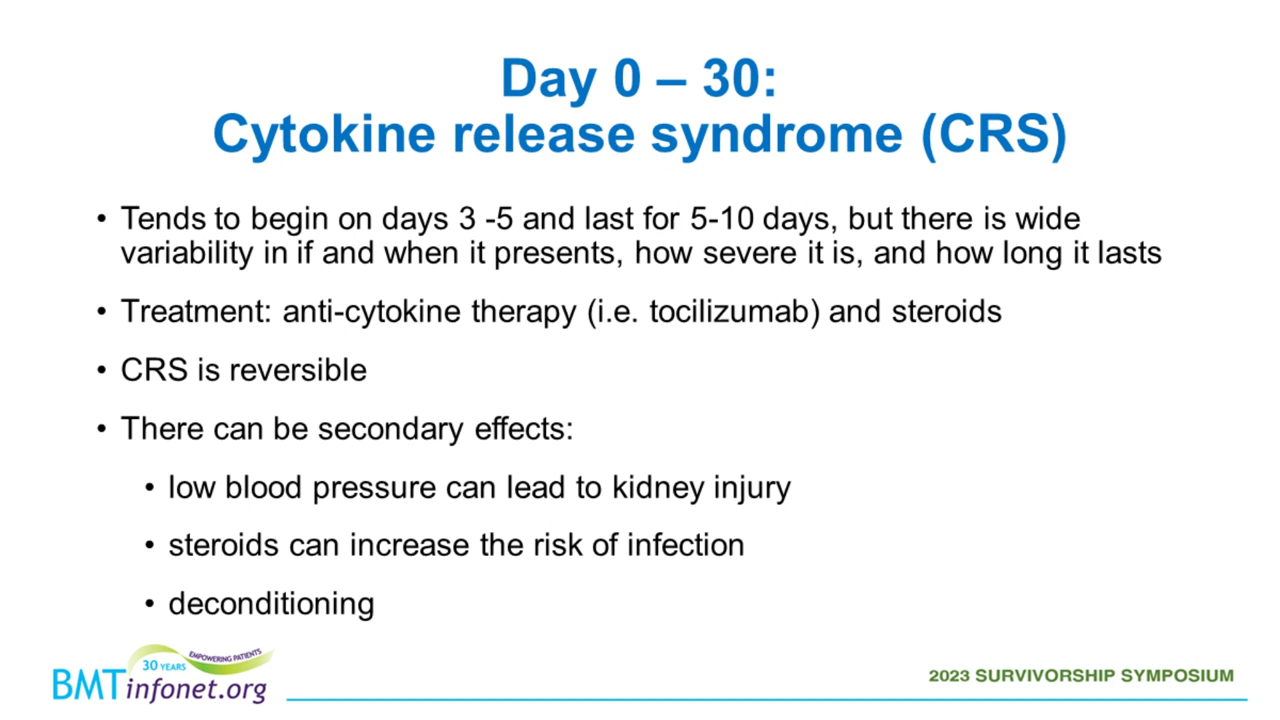 Day 0 – 30:
Cytokine release syndrome (CRS)
• Tends to begin on days 3 -5 and last for 5-10 days, but there is wide
variability in if and when it presents, how severe it is, and how long it lasts
• Treatment: anti-cytokine therapy (i.e. tocilizumab) and steroids
• CRS is reversible
• There can be secondary effects:
• low blood pressure can lead to kidney injury
• steroids can increase the risk of infection
• deconditioning
30 YEARS EMPOWERING PATIENTS
BMTinfonet.org
2023 SURVIVORSHIP SYMPOSIUM